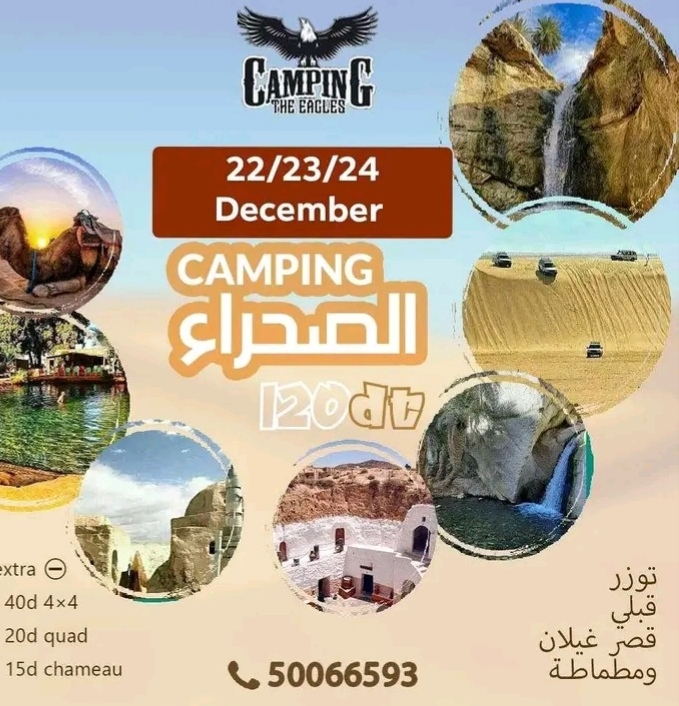 CAMPING
THE EAGLES
22/23/24
December
CAMPING
الصحراء
120dt
extra
40d 4×4
20d quad
15d chameau
توزر
قبلي
قصر غيلان
ومطماطة
50066593